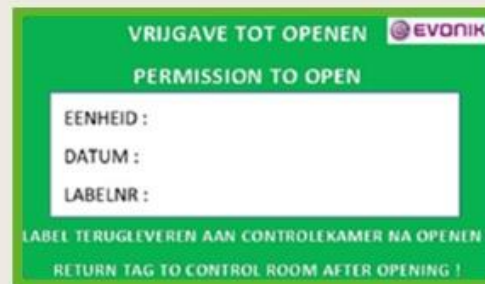 VRIJGAVE TOT OPENEN
EVONIK
PERMISSION TO OPEN
EENHEID :
DATUM :
LABELNR :
LABEL TERUGLEVEREN AAN CONTROLEKAMER NA OPENEN
RETURN TAG TO CONTROL ROOM AFTER OPENING !